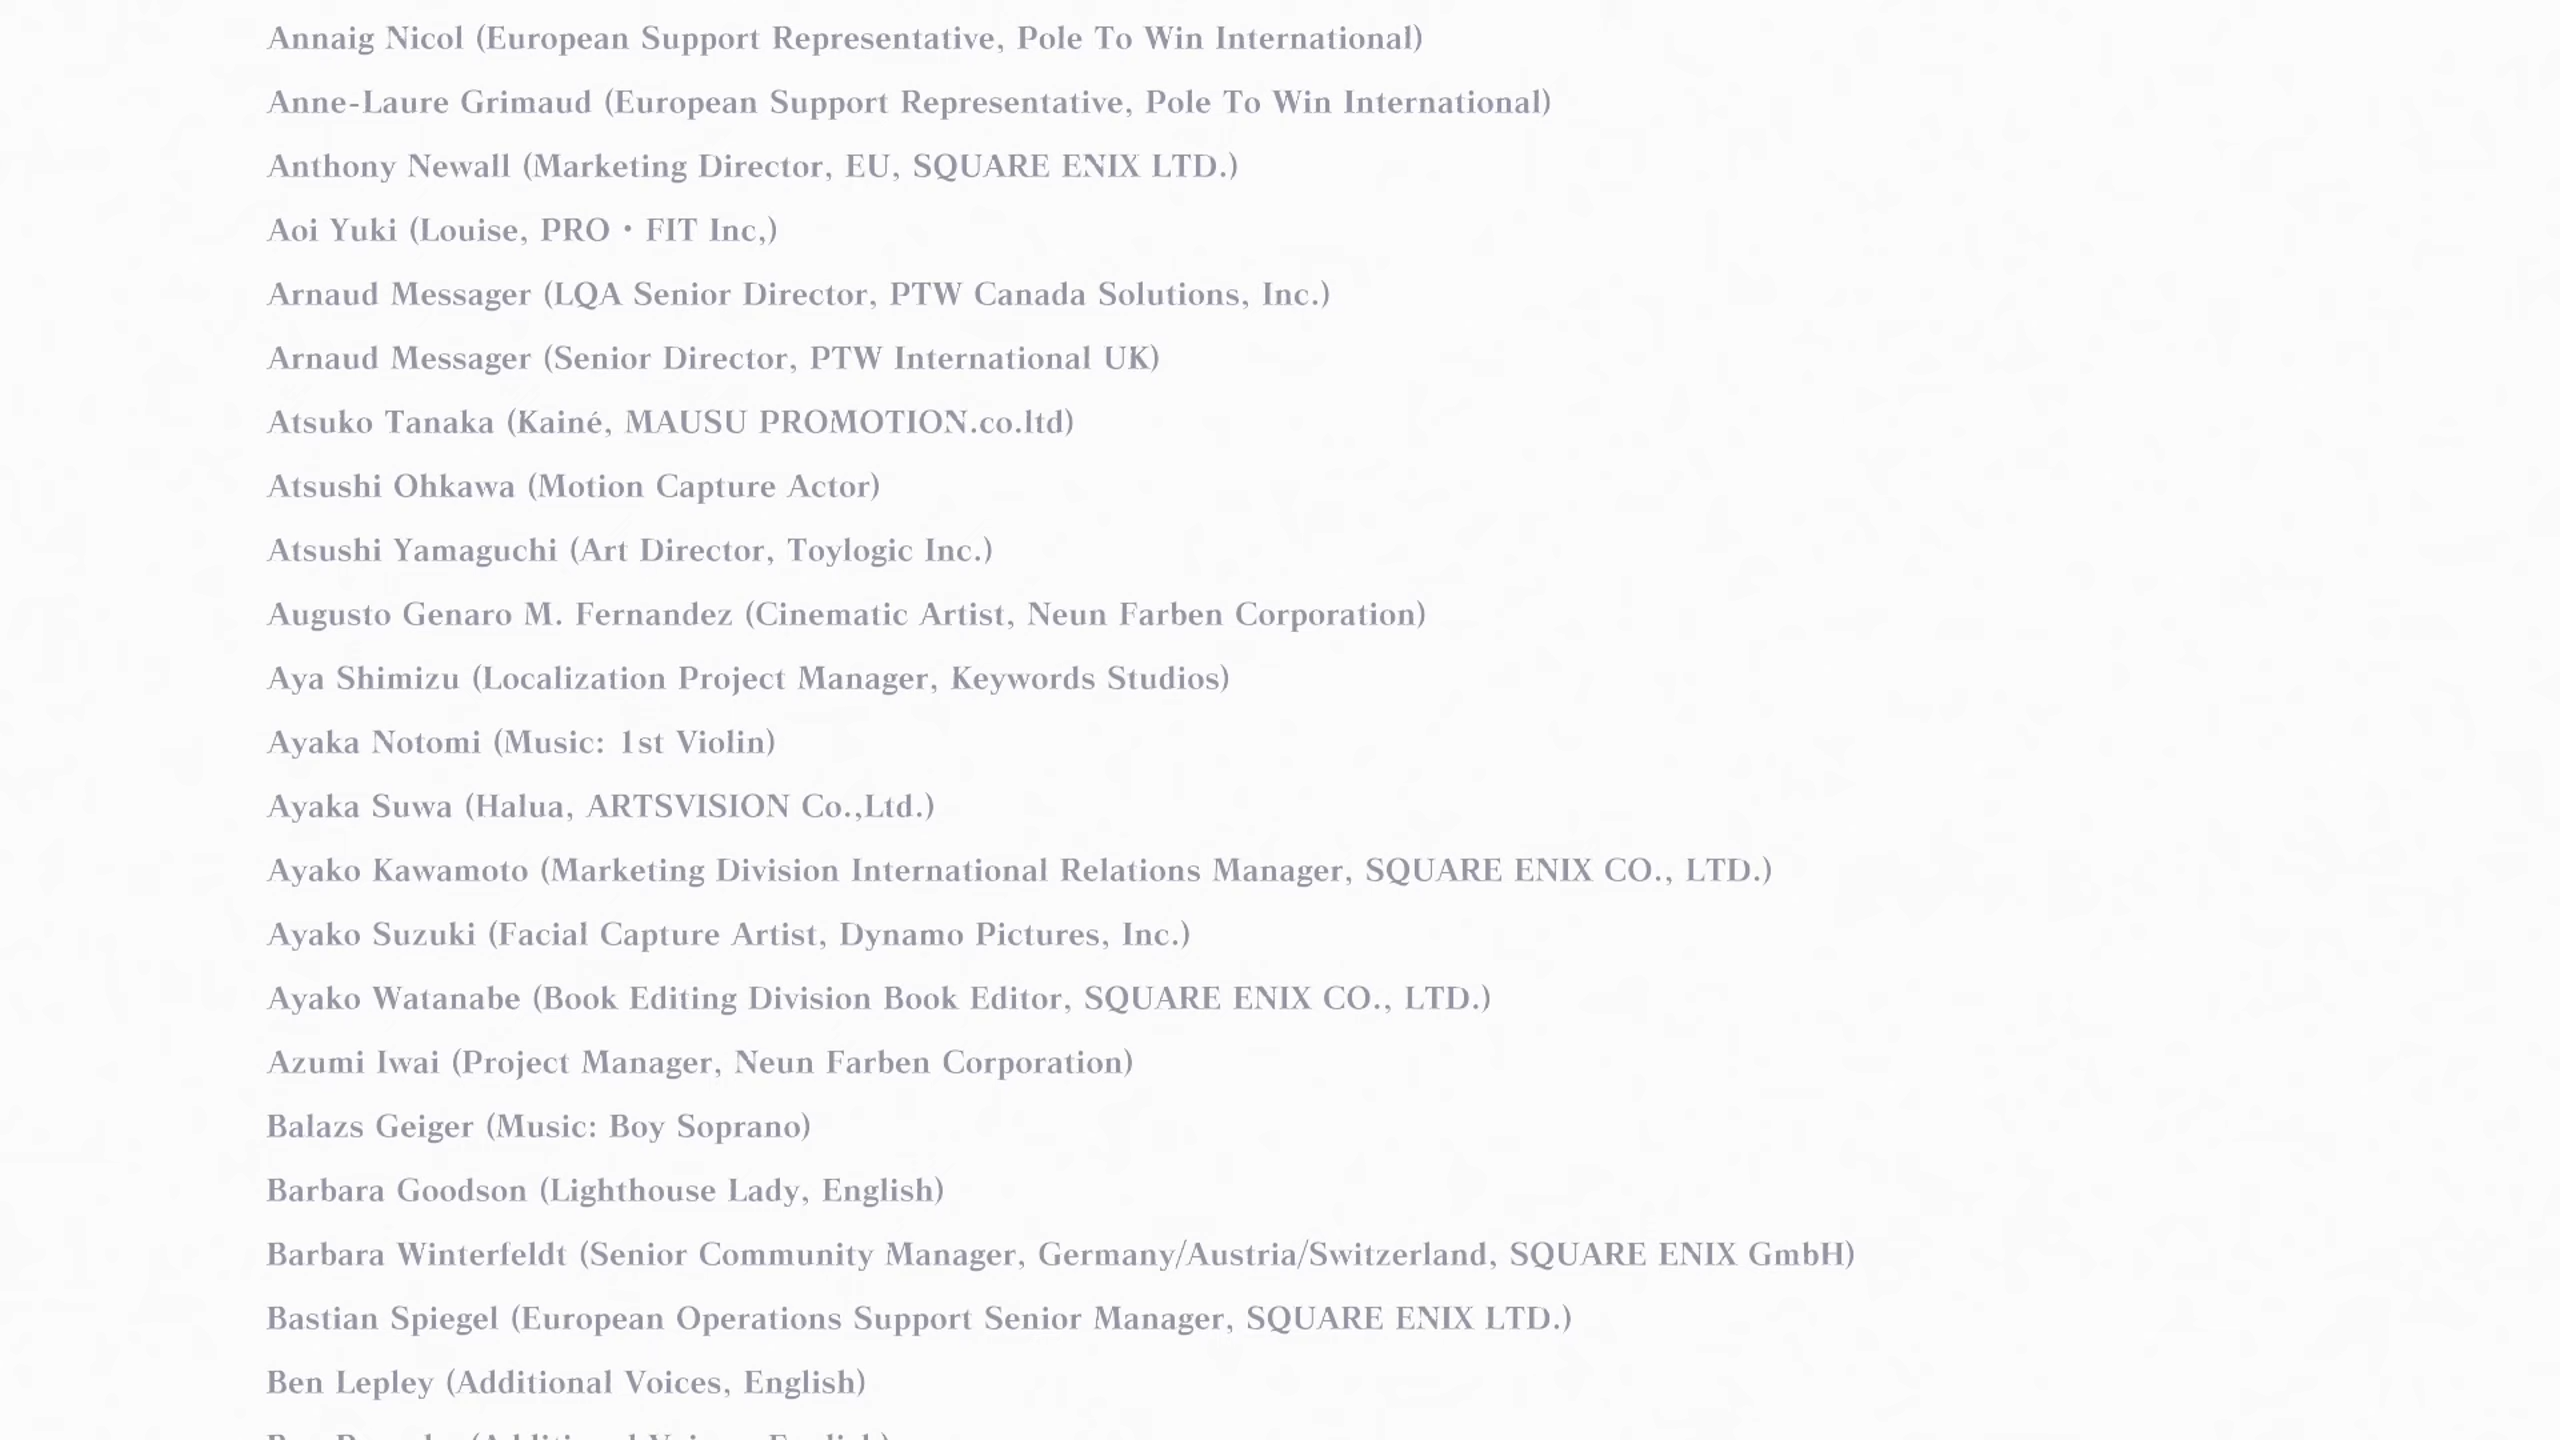 Annaig Nicol (European Support Representative, Pole To Win International)
Anne-Laure Grimaud (European Support Representative, Pole To Win International)
Anthony Newall (Marketing Director, EU, SQUARE ENIX LTD.)
Aoi Yuki (Louise, PRO・FIT Inc,)
Arnaud Messager (LQA Senior Director, PTW Canada Solutions, Inc.)
Arnaud Messager (Senior Director, PTW International UK)
Atsuko Tanaka (Kainé, MAUSU PROMOTION.co.ltd)
Atsushi Ohkawa (Motion Capture Actor)
Atsushi Yamaguchi (Art Director, Toylogic Inc.)
Augusto Genaro M. Fernandez (Cinematic Artist, Neun Farben Corporation)
Aya Shimizu (Localization Project Manager, Keywords Studios)
Ayaka Notomi (Music: 1st Violin)
Ayaka Suwa (Halua, ARTSVISION Co.,Ltd.)
Ayako Kawamoto (Marketing Division International Relations Manager, SQUARE ENIX CO., LTD.)
Ayako Suzuki (Facial Capture Artist, Dynamo Pictures, Inc.)
Ayako Watanabe (Book Editing Division Book Editor, SQUARE ENIX CO., LTD.)
Azumi Iwai (Project Manager, Neun Farben Corporation)
Balazs Geiger (Music: Boy Soprano)
Barbara Goodson (Lighthouse Lady, English)
Barbara Winterfeldt (Senior Community Manager, Germany/Austria/Switzerland, SQUARE ENIX GmbH)
Bastian Spiegel (European Operations Support Senior Manager, SQUARE ENIX LTD.)
Ben Lepley (Additional Voices, English)